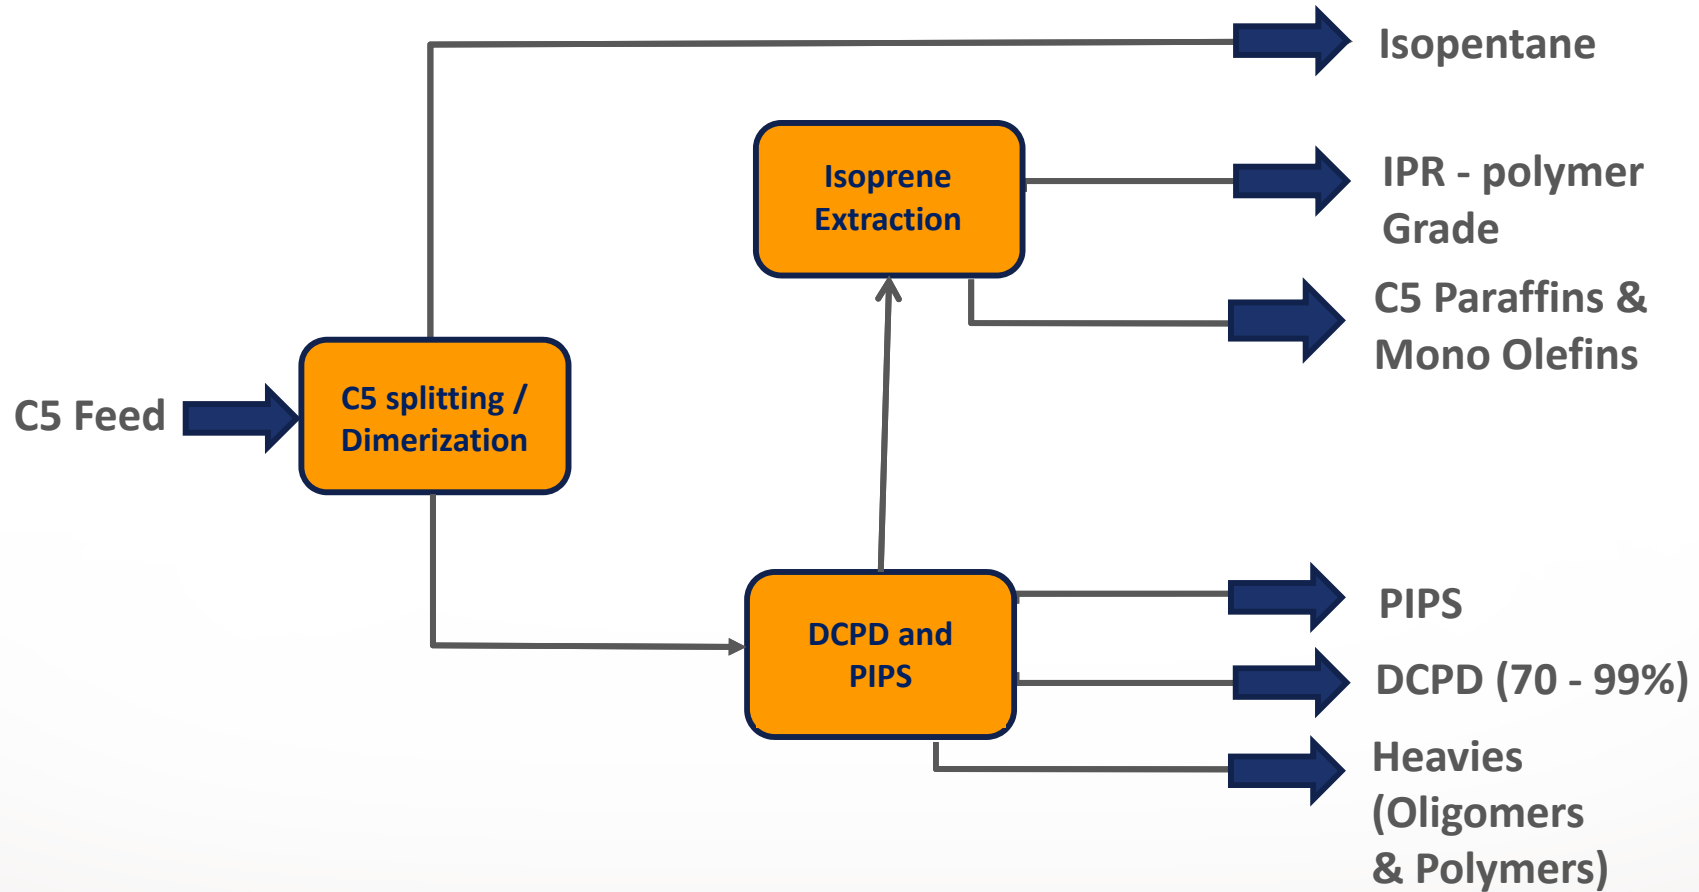 Isopentane
Isoprene
Extraction
IPR - polymer
Grade
C5 Paraffins &
Mono Olefins
C5 Feed
C5 splitting /
Dimerization
DCPD and
PIPS
PIPS
DCPD (70 - 99%)
Heavies
(Oligomers
& Polymers)